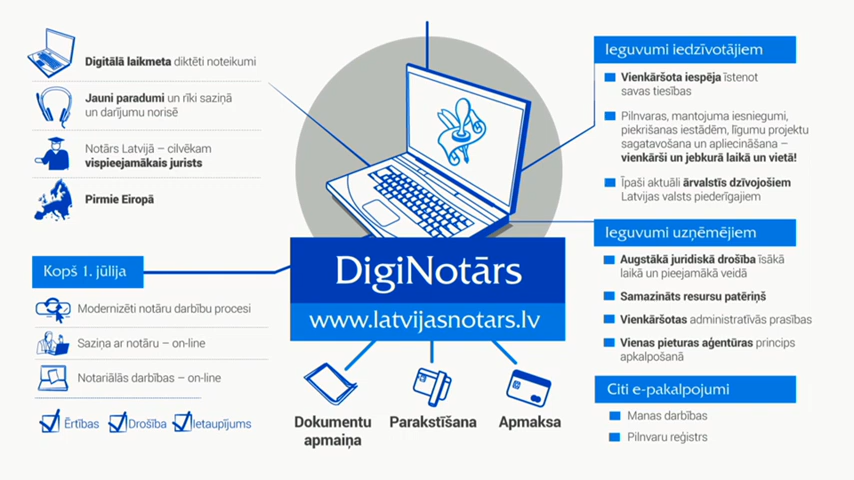 Digitālā laikmeta diktēti noteikumi
Jauni paradumi un rīki saziņā
un darījumu norisē
Notārs Latvijā – cilvēkam
vispieejamākais jurists
Pirmie Eiropā
Kopš 1. jūlija
Modernizēti notāru darbību procesi
Saziņa ar notāru – on-line
Notariālās darbības – on-line
Ērtības
Drošība
Ietaupījums
DigiNotārs
www.latvijasnotars.lv
Dokumentu
apmaiņa
Parakstīšana
Apmaksa
Ieguvumi iedzīvotājiem
Vienkāršota iespēja īstenot
savas tiesības
Pilnvaras, mantojuma iesniegumi,
piekrišanas iestādēm, līgumu projektu
sagatavošana un apliecināšana –
vienkārši un jebkurā laikā un vietā!
Īpaši aktuāli ārvalstīs dzīvojošiem
Latvijas valsts piederīgajiem
Ieguvumi uzņēmējiem
Augstākā juridiskā drošība īsākā
laikā un pieejamākā veidā
Samazināts resursu patēriņš
Vienkāršotas administratīvās prasības
Vienas pieturas aģentūras princips
apkalpošanā
Citi e-pakalpojumi
Manas darbības
Pilnvaru reģistrs